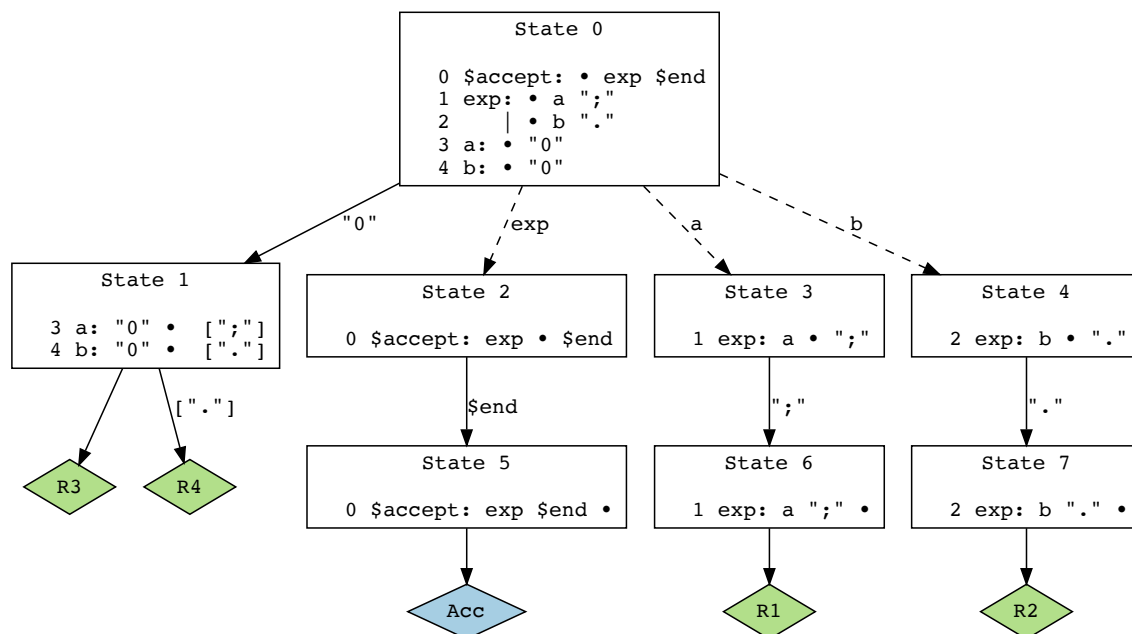 State 0
0 $accept: • exp $end
1 exp: • a ";"
2    | • b "."
3 a: • "0"
4 b: • "0"
"0"
exp
a
b
State 1
3 a: "0" •  [";"]
4 b: "0" •  ["."]
State 2
0 $accept: exp • $end
State 3
1 exp: a • ";"
State 4
2 exp: b • "."
["."]
$end
";"
"."
R3
R4
State 5
0 $accept: exp $end •
State 6
1 exp: a ";" •
State 7
2 exp: b "." •
Acc
R1
R2